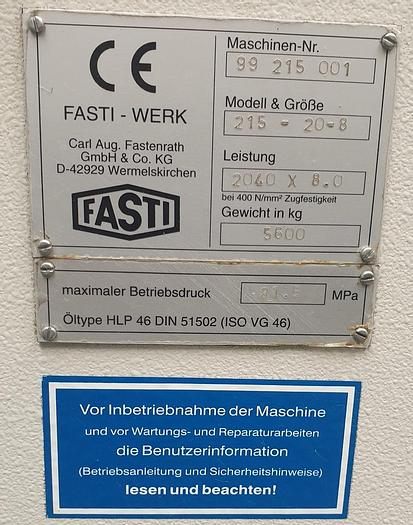 CE
FASTI - WERK
Carl Aug. Fastenrath
GmbH & Co. KG
D-42929 Wermelskirchen
FASTI
Maschinen-Nr.
99 215 001
Modell & Größe
215 - 20-8
Leistung
2040 X 8.0
bei 400 N/mm² Zugfestigkeit
Gewicht in kg
5600
maximaler Betriebsdruck MPa
Öltype HLP 46 DIN 51502 (ISO VG 46)
Vor Inbetriebnahme der Maschine
und vor Wartungs- und Reparaturarbeiten
die Benutzerinformation
(Betriebsanleitung und Sicherheitshinweise)
lesen und beachten!